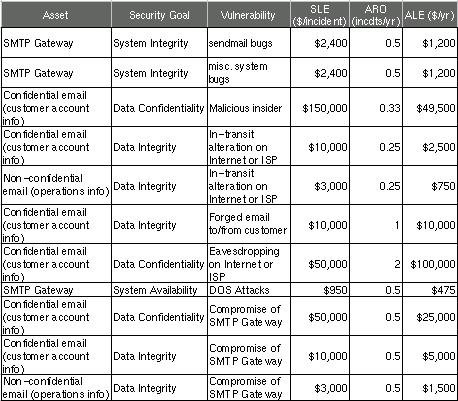 Asset Security Goal Vulnerability SLE ($/incident) ARO (incdts/yr) ALE ($/yr)
SMTP Gateway System Integrity sendmail bugs $2,400 0.5 $1,200
SMTP Gateway System Integrity misc. system bugs $2,400 0.5 $1,200
Confidential email (customer account info) Data Confidentiality Malicious insider $150,000 0.33 $49,500
Confidential email (customer account info) Data Integrity In-transit alteration on Internet or ISP $10,000 0.25 $2,500
Non-confidential email (operations info) Data Integrity In-transit alteration on Internet or ISP $3,000 0.25 $750
Confidential email (customer account info) Data Integrity Forged email to/from customer $10,000 1 $10,000
Confidential email (customer account info) Data Confidentiality Eavesdropping on Internet or ISP $50,000 2 $100,000
SMTP Gateway System Availability DOS Attacks $950 0.5 $475
Confidential email (customer account info) Data Confidentiality Compromise of SMTP Gateway $50,000 0.5 $25,000
Confidential email (customer account info) Data Integrity Compromise of SMTP Gateway $10,000 0.5 $5,000
Non-confidential email (operations info) Data Integrity Compromise of SMTP Gateway $3,000 0.5 $1,500